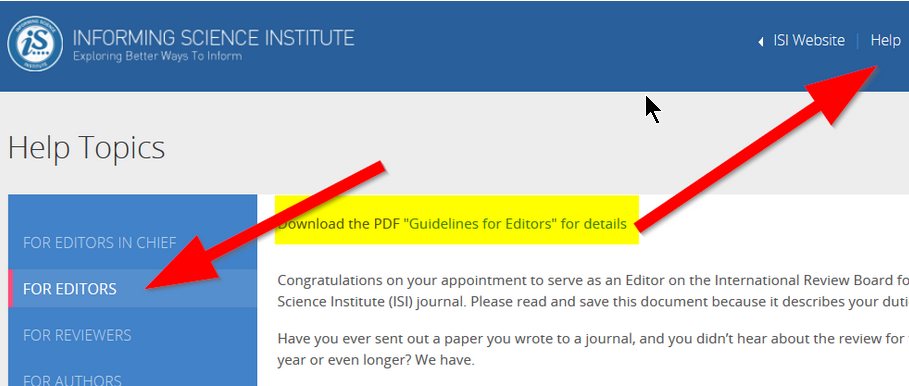 iS
INFORMING SCIENCE
INSTITUTE
INFORMING SCIENCE INSTITUTE
Exploring Better Ways To Inform
ISI Website
Help
Help Topics
FOR EDITORS IN CHIEF
FOR EDITORS
FOR REVIEWERS
FOR AUTHORS
Download the PDF "Guidelines for Editors" for details
Congratulations on your appointment to serve as an Editor on the International Review Board fo
Science Institute (ISI) journal. Please read and save this document because it describes your duti
Have you ever sent out a paper you wrote to a journal, and you didn’t hear about the review for
year or even longer? We have.